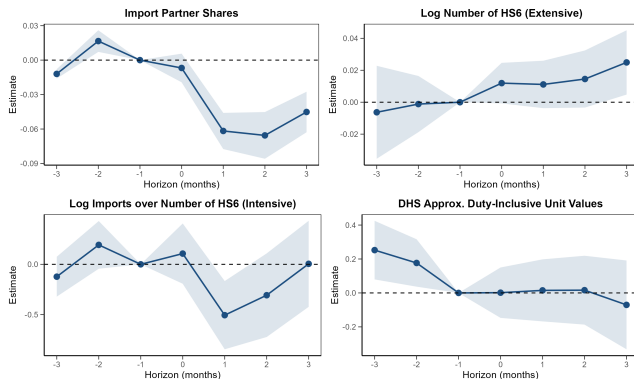 Import Partner Shares
Estimate
0.03
0.00
-0.03
-0.06
-0.09
-3 -2 -1 0 1 2 3
Horizon (months)
Log Number of HS6 (Extensive)
Estimate
0.04
0.02
0.00
-0.02
-3 -2 -1 0 1 2 3
Horizon (months)
Log Imports over Number of HS6 (Intensive)
Estimate
0.0
-0.5
-3 -2 -1 0 1 2 3
Horizon (months)
DHS Approx. Duty-Inclusive Unit Values
Estimate
0.4
0.2
0.0
-0.2
-3 -2 -1 0 1 2 3
Horizon (months)